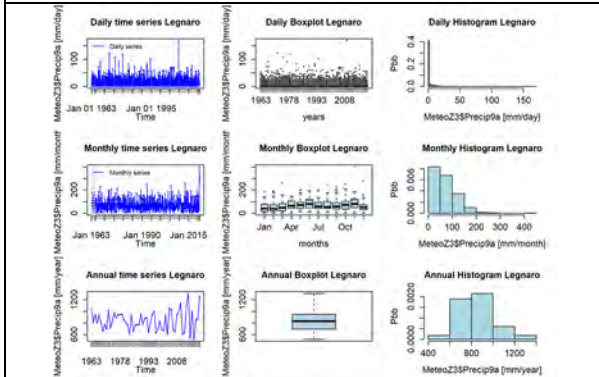 Daily time series Legnaro
MeteoZ3$Precip9a [mm/day]
100
0
Daily series
Jan 01 1963 Jan 01 1995
Time
Daily Boxplot Legnaro
MeteoZ3$Precip9a [mm/day]
100
0
1963 1978 1993 2008
years
Daily Histogram Legnaro
Pbb
0.4
0.2
0.0
0 50 100 150
MeteoZ3$Precip9a [mm/day]
Monthly time series Legnaro
MeteoZ3$Precip9a [mm/month
200
0
Monthly series
Jan 1963 Jan 1990 Jan 2015
Time
Monthly Boxplot Legnaro
MeteoZ3$Precip9a [mm/month
200
0
Jan Apr Jul Oct
months
Monthly Histogram Legnaro
Pbb
0.006
0.000
0 100 200 300 400
MeteoZ3$Precip9a [mm/month]
Annual time series Legnaro
MeteoZ3$Precip9a [mm/year]
1200
600
1963 1978 1993 2008
Time
Annual Boxplot Legnaro
MeteoZ3$Precip9a [mm/year]
1200
600
Annual Histogram Legnaro
Pbb
0.0020
0.0000
400 800 1200
MeteoZ3$Precip9a [mm/year]